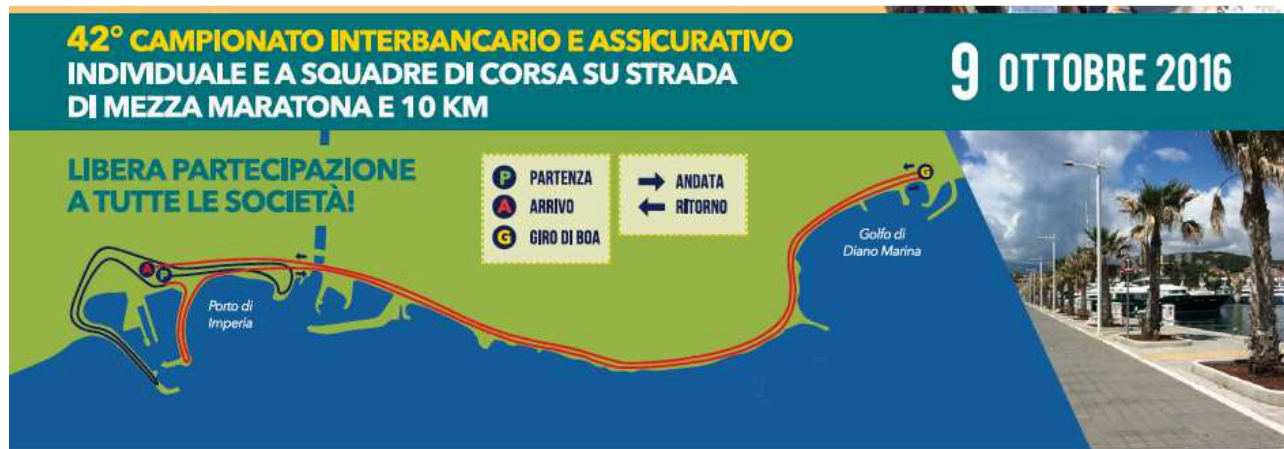 42° CAMPIONATO INTERBANCARIO E ASSICURATIVO
INDIVIDUALE E A SQUADRE DI CORSA SU STRADA
DI MEZZA MARATONA E 10 KM
9 OTTOBRE 2016
LIBERA PARTECIPAZIONE
A TUTTE LE SOCIETÀ!
P PARTENZA
A ARRIVO
G GIRO DI BOA
ANDATA
RITORNO
G
Golfo di
Diano Marina
A P
Porto di
Imperia